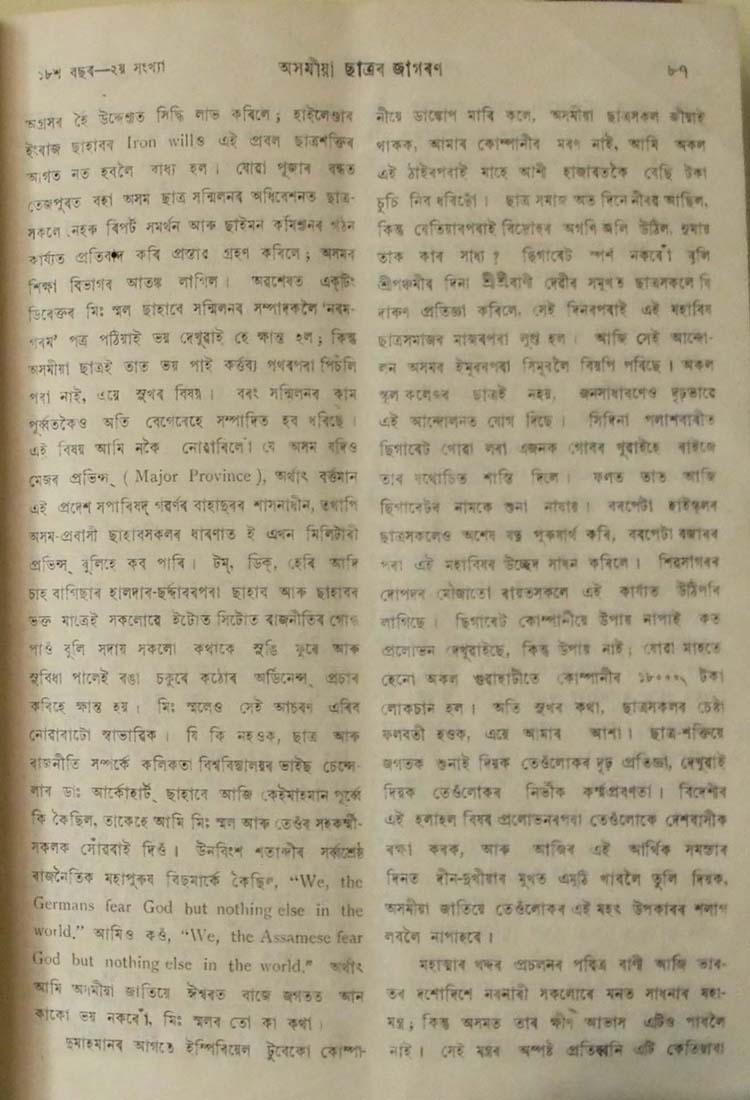 ১৮শ বছৰ—২য় সংখ্যা
অসমীয়া ছাত্ৰৰ জাগৰণ
৮৭
অগ্ৰসৰ হৈ উদ্দেশ্যত সিদ্ধি লাভ কৰিলে ; হাইলেণ্ডাৰ
ইংৰাজ ছাহাবৰ Iron willও এই প্ৰবল ছাত্ৰশক্তিৰ
আগত নত হবলৈ বাধ্য হল । যোৱা পূজাৰ বন্ধত
তেজপুৰত বহা অসম ছাত্ৰ সন্মিলনৰ অধিবেশনত ছাত্ৰ-
সকলে নেহৰু ৰিপৰ্ট সমৰ্থন আৰু ছাইমন কমিশ্যনৰ গঠন
কাৰ্য্যত প্ৰতিবাদ কৰি প্ৰস্তাৱ গ্ৰহণ কৰিলে ; অসমৰ
শিক্ষা বিভাগৰ আতঙ্ক লাগিল । অৱশেষত একটিং
ডিৰেক্তৰ মিঃ স্মল ছাহাবে সন্মিলনৰ সম্পাদকলৈ 'নৰম-
গৰম' পত্ৰ পঠিয়াই ভয় দেখুৱাই হে ক্ষান্ত হল ; কিন্তু
অসমীয়া ছাত্ৰই তাত ভয় পাই কৰ্ত্তব্য পথৰপৰা পিচলি
পৰা নাই, এয়ে সুখৰ বিষয় । বৰং সন্মিলনৰ কাম
পূৰ্ব্বতকৈও অতি বেগেৰেহে সম্পাদিত হব ধৰিছে ।
এই বিষয় আমি নকৈ নোৱাৰিলোঁ যে অসম যদিও
মেজৰ প্ৰভিন্স্ ( Major Province ), অৰ্থাৎ বৰ্ত্তমান
এই প্ৰদেশ সপাৰিষদ্ গৱৰ্ণৰ বাহাদুৰৰ শাসনাধীন, তথাপি
অসম-প্ৰবাসী ছাহাবসকলৰ ধাৰণাত ই এখন মিলিটাৰী
প্ৰভিন্স্ বুলিহে কব পাৰি । টম্, ডিক্, হেৰি আদি
চাহ বাগিছাৰ হালদাৰ-ছৰ্দ্দাৰৰপৰা ছাহাব আৰু ছাহাবৰ
ভক্ত মাত্ৰেই সকলোৱে ইটোত সিটোত ৰাজনীতিৰ গোন্ধ
পাওঁ বুলি সদায় সকলো কথাকে সুঙি ফুৰে আৰু
সুবিধা পালেই ৰঙা চকুৰে কঠোৰ অৰ্ডিনেন্স্ প্ৰচাৰ
কৰিহে ক্ষান্ত হয় । মিঃ স্মলেও সেই আচৰণ এৰিব
নোৱাৰাটো স্বাভাৱিক । যি কি নহওক, ছাত্ৰ আৰু
ৰাজনীতি সম্পৰ্কে কলিকতা বিশ্ববিদ্যালয়ৰ ভাইছ চেন্সে-
লাৰ ডাঃ আৰ্কোহাৰ্ট্ ছাহাবে আজি কেইমাহমান পূৰ্ব্বে
কি কৈছিল, তাকেহে আমি মিঃ স্মল আৰু তেওঁৰ সহকৰ্ম্মী-
সকলক সোঁৱৰাই দিওঁ । উনবিংশ শতাব্দীৰ সৰ্ব্বশ্ৰেষ্ঠ
ৰাজনৈতিক মহাপুৰুষ বিচমাৰ্কে কৈছিল, “We, the
Germans fear God but nothing else in the
world.” আমিও কওঁ, “We, the Assamese fear
God but nothing else in the world.” অৰ্থাৎ
আমি অসমীয়া জাতিয়ে ঈশ্বৰত বাজে জগতত আন
কাকো ভয় নকৰোঁ, মিঃ স্মলৰ তো কা কথা ।
ছমাহমানৰ আগতে ইম্পিৰিয়েল টুবেকো কোম্পা-
নীয়ে ডাঙ্কোপ মাৰি কলে, অসমীয়া ছাত্ৰসকল জীয়াই
থাকক, আমাৰ কোম্পানীৰ মৰণ নাই, আমি অকল
এই ঠাইৰপৰাই মাহে আশী হাজাৰতকৈ বেছি টকা
চুচি নিব ধৰিছোঁ । ছাত্ৰ সমাজ অত দিনে নীৰৱ আছিল,
কিন্তু যেতিয়াৰপৰাই বিদ্ৰোহৰ অগণি জলি উঠিল, নুমায়
তাক কাৰ সাধ্য ? ছিগাৰেট স্পৰ্শ নকৰোঁ বুলি
শ্ৰীপঞ্চমীৰ দিনা শ্ৰীশ্ৰীবাণী দেৱীৰ সমুখত ছাত্ৰসকলে যি
দাৰুণ প্ৰতিজ্ঞা কৰিলে, সেই দিনৰপৰাই এই মহাবিষ
ছাত্ৰসমাজৰ মাজৰপৰা লুপ্ত হল । আজি সেই আন্দো-
লন অসমৰ ইমূৰৰপৰা সিমূৰলৈ বিয়পি পৰিছে । অকল
স্কুল কলেজৰ ছাত্ৰই নহয়, জনসাধাৰণেও দৃঢ়ভাৱে
এই আন্দোলনত যোগ দিছে । সিদিনা পলাশবাৰীত
ছিগাৰেট খোৱা লৰা এজনক গোবৰ খুৱাইহে ৰাইজে
তাৰ যথোচিত শাস্তি দিলে । ফলত তাত আজি
ছিগাৰেটৰ নামকে শুনা নাযায় । বৰপেটা হাইস্কুলৰ
ছাত্ৰসকলেও অশেষ যত্ন পুৰুষাৰ্থ কৰি, বৰপেটা বজাৰৰ
পৰা এই মহাবিষৰ উচ্ছেদ সাধন কৰিলে । শিৱসাগৰৰ
দোপদৰ মৌজাতো ৰায়তসকলে এই কাৰ্য্যত উঠিপৰি
লাগিছে । ছিগাৰেট কোম্পানীয়ে উপায় নাপাই কত
প্ৰলোভন দেখুৱাইছে, কিন্তু উপায় নাই ; যোৱা মাহতে
হেনো অকল গুৱাহাটীতে কোম্পানীৰ ১৮০০০৲ টকা
লোকচান হল । অতি সুখৰ কথা, ছাত্ৰসকলৰ চেষ্টা
ফলবতী হওক, এয়ে আমাৰ আশা । ছাত্ৰ-শক্তিয়ে
জগতক শুনাই দিয়ক তেওঁলোকৰ দৃঢ় প্ৰতিজ্ঞা, দেখুৱাই
দিয়ক তেওঁলোকৰ নিৰ্ভীক কৰ্ম্মপ্ৰবণতা । বিদেশীৰ
এই হলাহল বিষৰ প্ৰলোভনৰপৰা তেওঁলোকে দেশবাসীক
ৰক্ষা কৰক, আৰু আজিৰ এই আৰ্থিক সমস্যাৰ
দিনত দীন-দুখীয়াৰ মুখত এমুঠি খাবলৈ তুলি দিয়ক,
অসমীয়া জাতিয়ে তেওঁলোকৰ এই মহৎ উপকাৰৰ শলাগ
লবলৈ নাপাহৰে ।
মহাত্মাৰ খদ্দৰ প্ৰচলনৰ পবিত্ৰ বাণী আজি ভাৰ-
তৰ দশোদিশে নৰনাৰী সকলোৰে মনত সাধনাৰ মহা-
মন্ত্ৰ ; কিন্তু অসমত তাৰ ক্ষীণ আভাস এটিও পাবলৈ
নাই । সেই মন্ত্ৰৰ অস্পষ্ট প্ৰতিধ্বনি এটি কেতিয়াবা